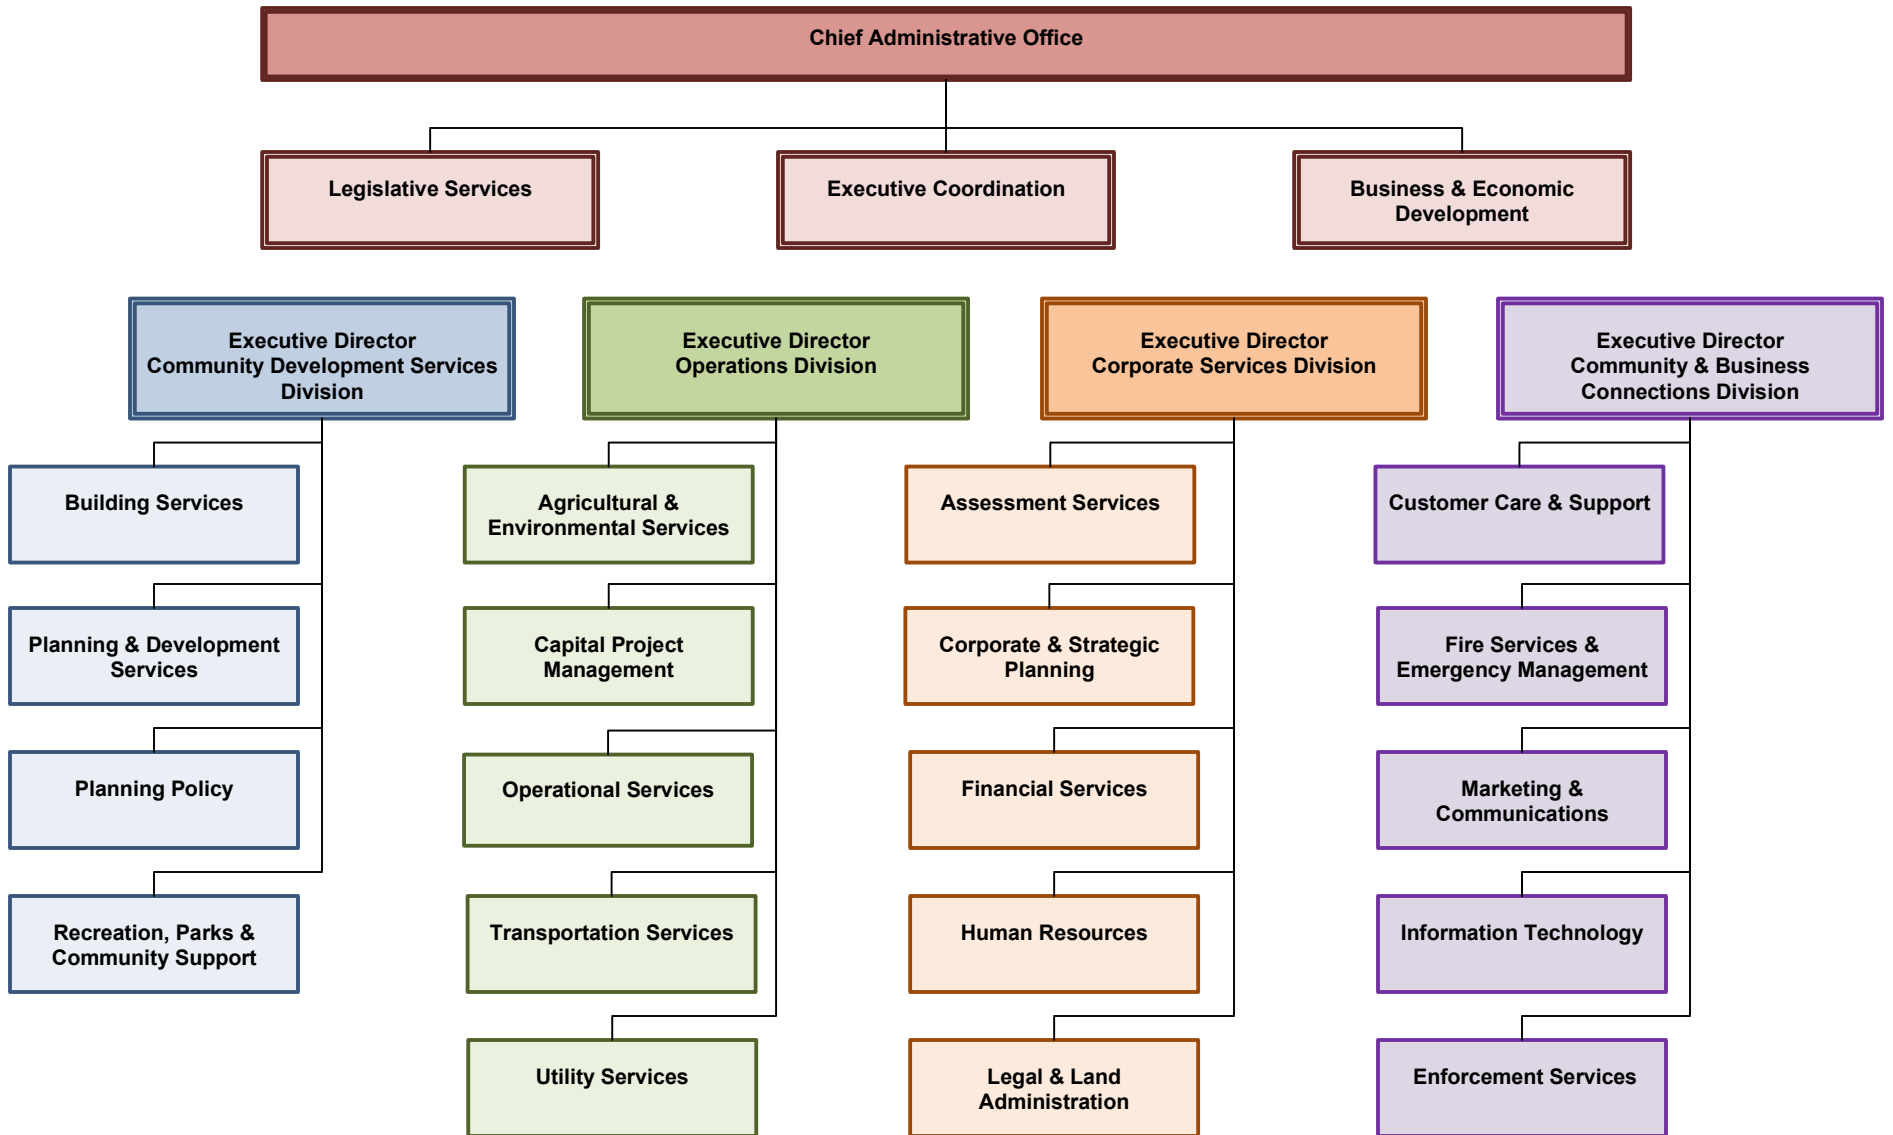 Chief Administrative Office
Legislative Services
Executive Coordination
Business & Economic
Development
Executive Director
Community Development Services
Division
Executive Director
Operations Division
Executive Director
Corporate Services Division
Executive Director
Community & Business
Connections Division
Building Services
Agricultural &
Environmental Services
Assessment Services
Customer Care & Support
Planning & Development
Services
Capital Project
Management
Corporate & Strategic
Planning
Fire Services &
Emergency Management
Planning Policy
Operational Services
Financial Services
Marketing &
Communications
Recreation, Parks &
Community Support
Transportation Services
Human Resources
Information Technology
Utility Services
Legal & Land
Administration
Enforcement Services